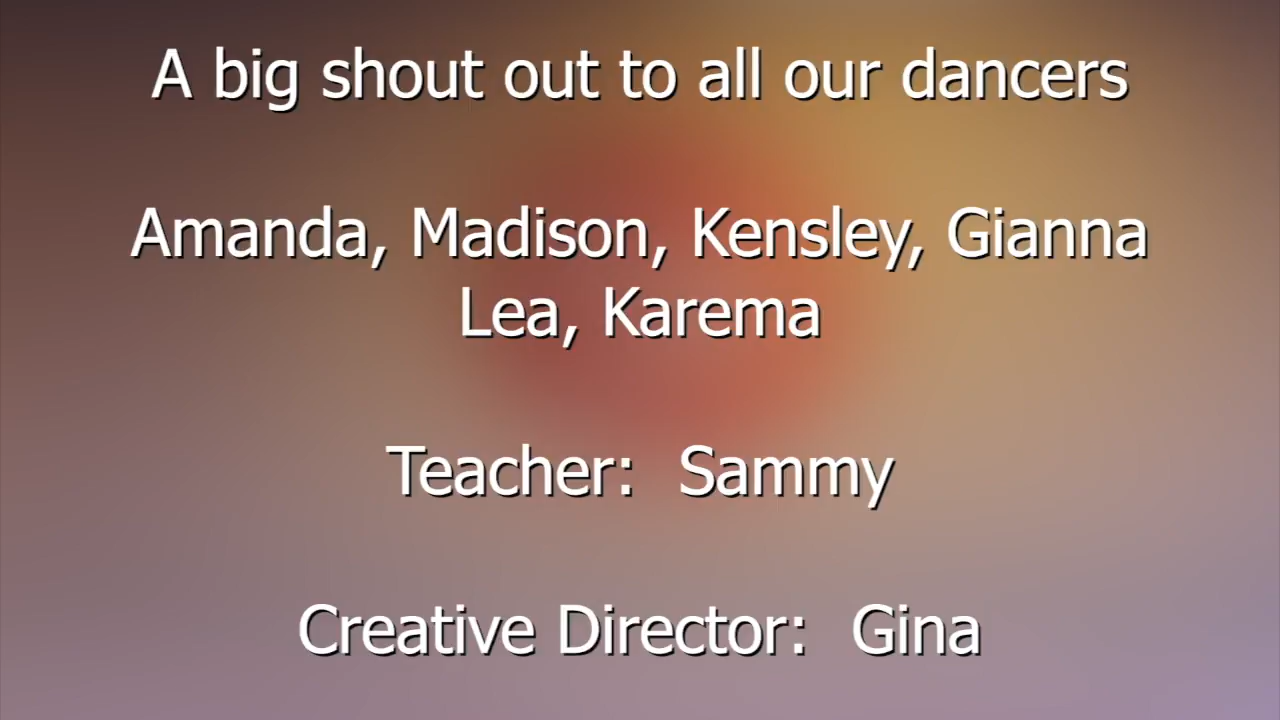 A big shout out to all our dancers
Amanda, Madison, Kensley, Gianna
Lea, Karema
Teacher:  Sammy
Creative Director:  Gina